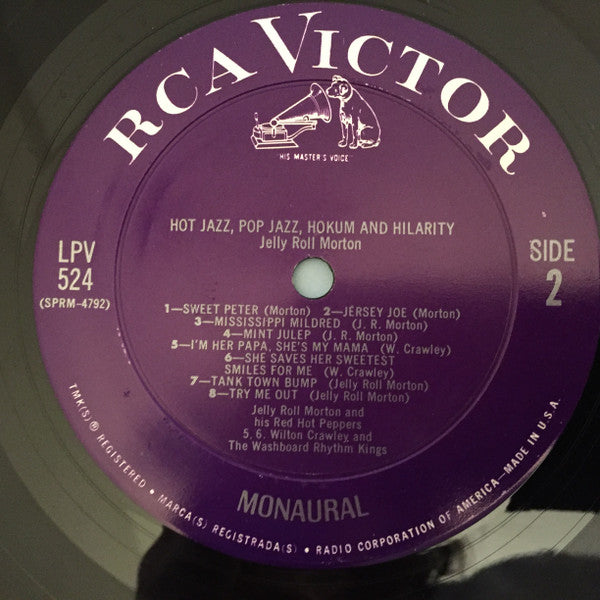 RCA VICTOR
"HIS MASTER'S VOICE"
HOT JAZZ, POP JAZZ, HOKUM AND HILARITY
Jelly Roll Morton
LPV
524
(SPRM-4792)
SIDE
2
1—SWEET PETER (Morton) 2—JERSEY JOE (Morton)
3—MISSISSIPPI MILDRED (J. R. Morton)
4—MINT JULEP (J. R. Morton)
5—I'M HER PAPA, SHE'S MY MAMA (W. Crawley)
6—SHE SAVES HER SWEETEST
SMILES FOR ME (W. Crawley)
7—TANK TOWN BUMP (Jelly Roll Morton)
8—TRY ME OUT (Jelly Roll Morton)
Jelly Roll Morton and
his Red Hot Peppers
5, 6. Wilton Crawley and
The Washboard Rhythm Kings
MONAURAL
TMK(S) ® REGISTERED • MARCA(S) REGISTRADA(S) • RADIO CORPORATION OF AMERICA—MADE IN U.S.A.